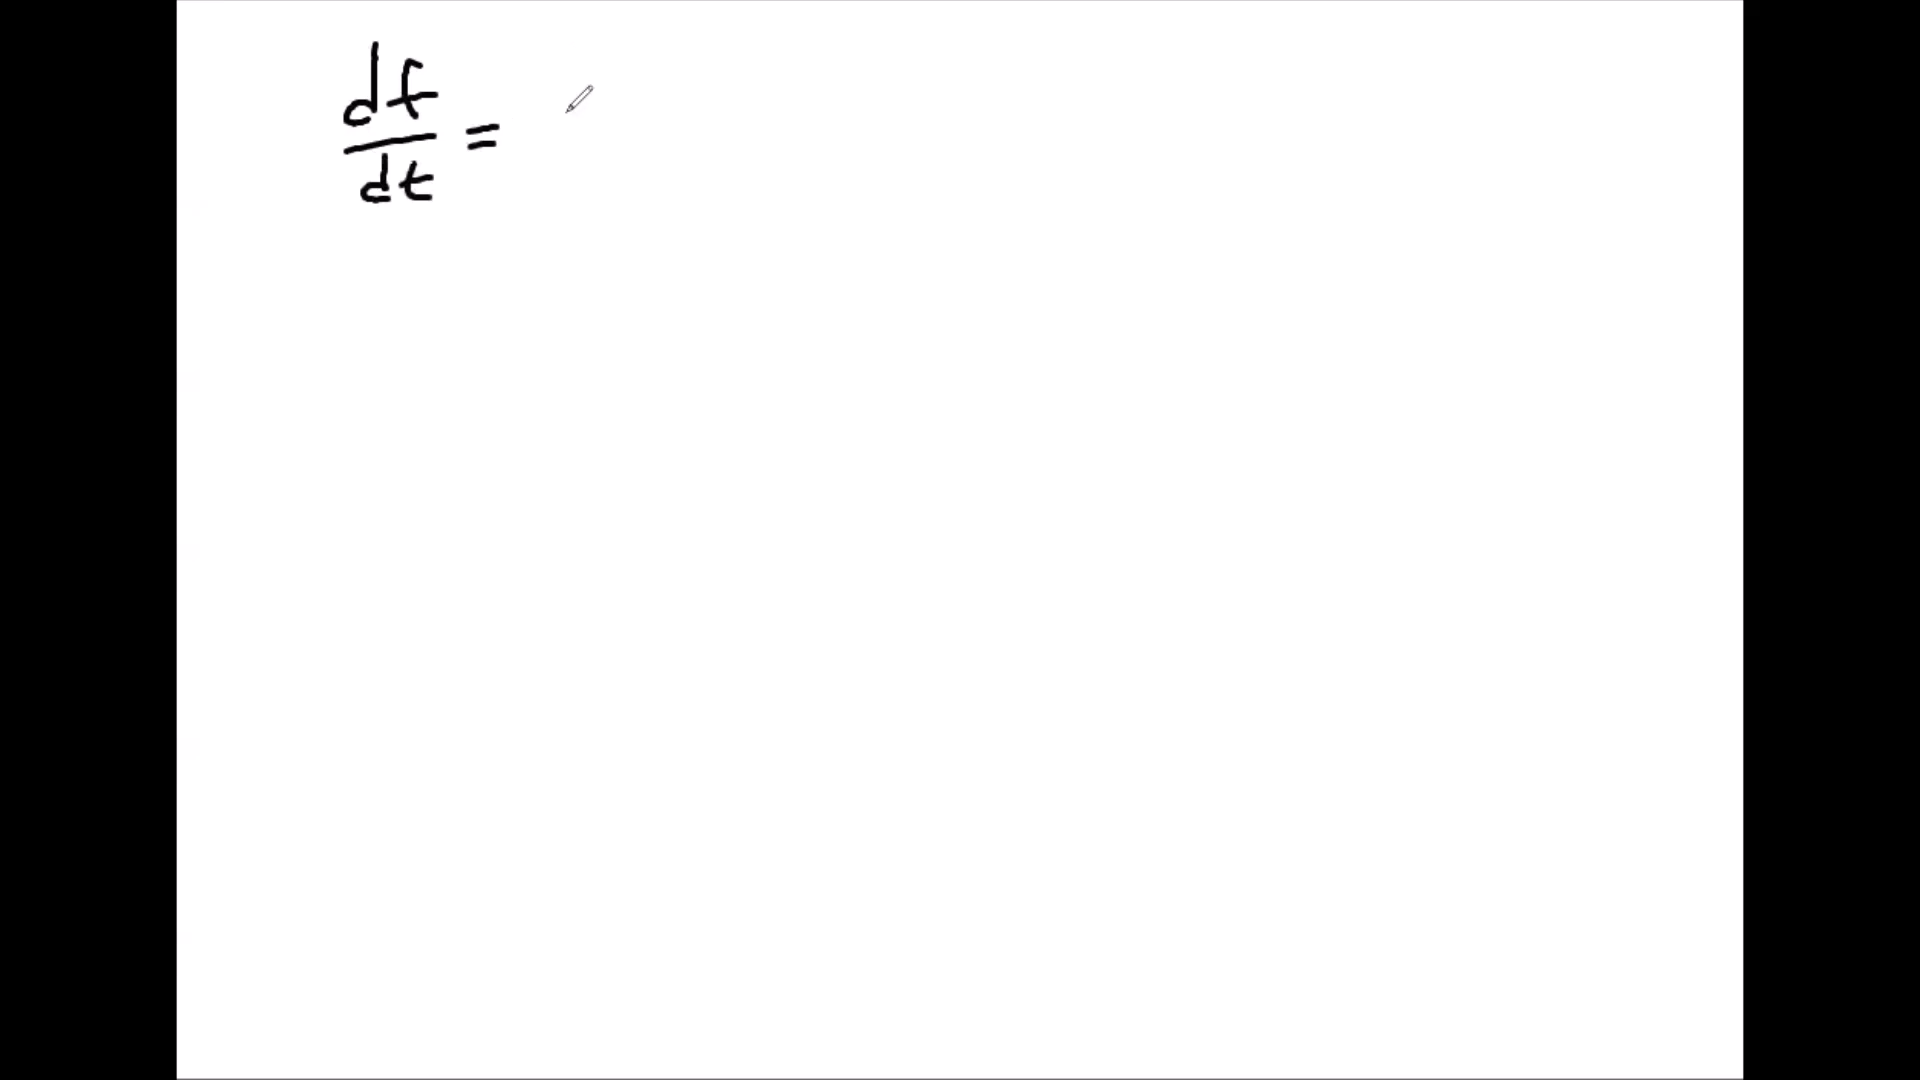 df/dt =